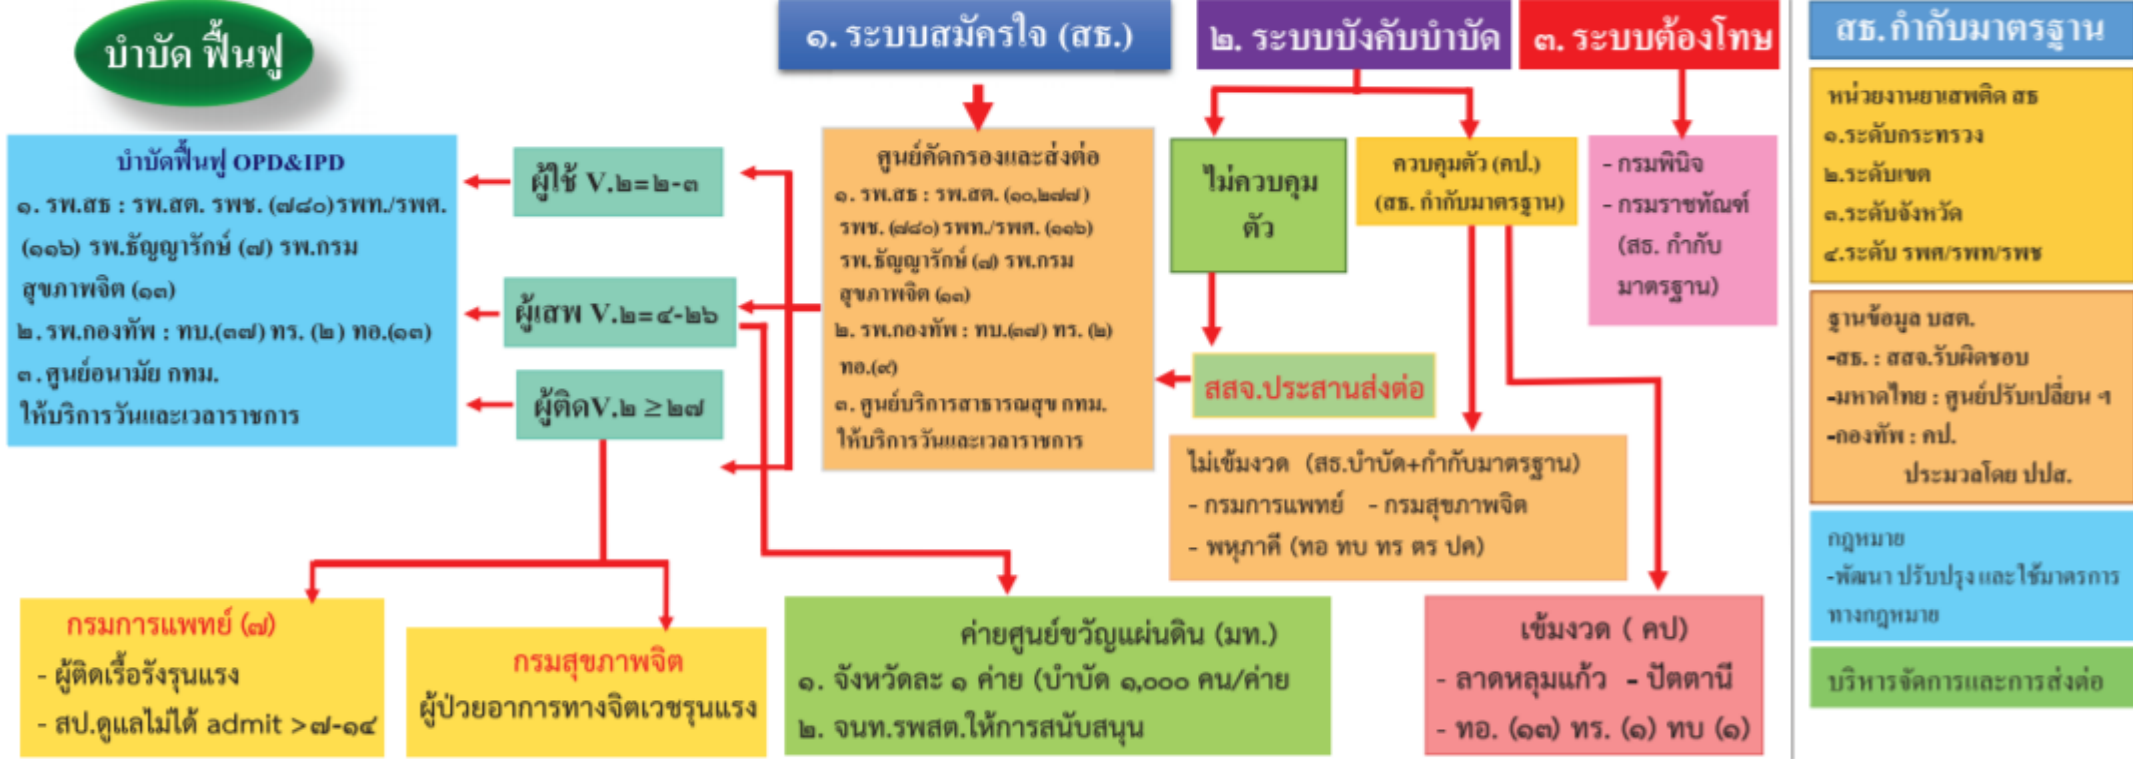 บำบัด ฟื้นฟู
๑. ระบบสมัครใจ (สธ.)
๒. ระบบบังคับบำบัด
๓. ระบบต้องโทษ
สธ.กำกับมาตรฐาน
บำบัดฟื้นฟู OPD&IPD
๑. รพ.สธ : รพ.สต. รพช. (๗๘๐) รพท./รพศ.
(๑๑๖) รพ.ธัญญารักษ์ (๗) รพ.กรม
สุขภาพจิต (๑๓)
๒. รพ.กองทัพ : ทบ.(๓๗) ทร. (๒) ทอ.(๑๓)
๓. ศูนย์อนามัย กทม.
ให้บริการวันและเวลาราชการ
ผู้ใช้ V.๒=๒-๓
ผู้เสพ V.๒=๔-๒๖
ผู้ติดV.๒ ≥๒๗
ศูนย์คัดกรองและส่งต่อ
๑. รพ.สธ : รพ.สต. (๑๐,๒๗๗)
รพช. (๗๘๐) รพท./รพศ. (๑๑๖)
รพ.ธัญญารักษ์ (๗) รพ.กรม
สุขภาพจิต (๑๓)
๒. รพ.กองทัพ : ทบ.(๓๗) ทร. (๒)
ทอ.(๙)
๓. ศูนย์บริการสาธารณสุข กทม.
ให้บริการวันและเวลาราชการ
ไม่ควบคุม
ตัว
ควบคุมตัว (คป.)
(สธ. กำกับมาตรฐาน)
- กรมพินิจ
- กรมราชทัณฑ์
(สธ. กำกับ
มาตรฐาน)
สสจ.ประสานส่งต่อ
ไม่เข้มงวด (สธ.บำบัด+กำกับมาตรฐาน)
- กรมการแพทย์ - กรมสุขภาพจิต
- พหุภาคี (ทอ ทบ ทร ตร ปค)
กรมการแพทย์ (๗)
- ผู้ติดเรื้อรังรุนแรง
- สป.ดูแลไม่ได้ admit >๗-๑๔
กรมสุขภาพจิต
ผู้ป่วยอาการทางจิตเวชรุนแรง
ค่ายศูนย์ขวัญแผ่นดิน (มท.)
๑. จังหวัดละ ๑ ค่าย (บำบัด ๑,๐๐๐ คน/ค่าย
๒. จนท.รพสต.ให้การสนับสนุน
เข้มงวด ( คป)
- ลาดหลุมแก้ว - ปัตตานี
- ทอ. (๑๓) ทร. (๑) ทบ (๑)
หน่วยงานยาเสพติด สธ
๑.ระดับกระทรวง
๒.ระดับเขต
๓.ระดับจังหวัด
๔.ระดับ รพศ/รพท/รพช
ฐานข้อมูล บสต.
-สธ. : สสจ.รับผิดชอบ
-มหาดไทย : ศูนย์ปรับเปลี่ยน ฯ
-กองทัพ : คป.
ประมวลโดย ปปส.
กฎหมาย
-พัฒนา ปรับปรุง และใช้มาตรการ
ทางกฎหมาย
บริหารจัดการและการส่งต่อ